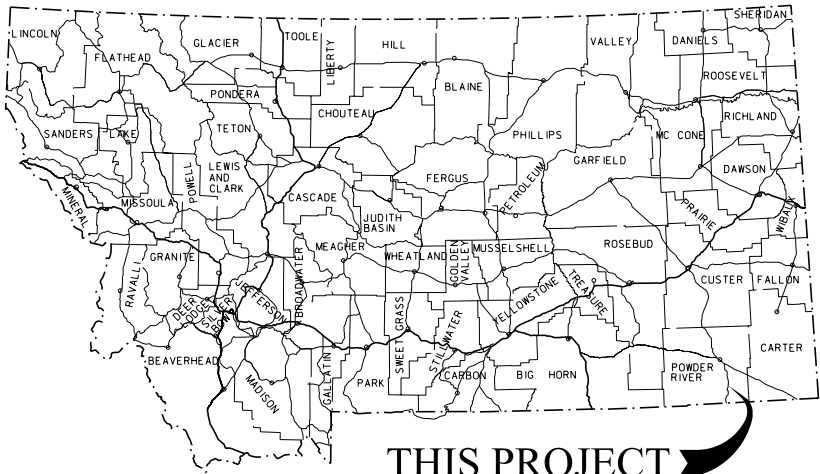 LINCOLN
FLATHEAD
GLACIER
TOOLE
LIBERTY
HILL
BLAINE
VALLEY
DANIELS
SHERIDAN
ROOSEVELT
PONDERA
CHOUTEAU
PHILLIPS
RICHLAND
SANDERS
LAKE
TETON
MC CONE
LEWIS
AND
CLARK
POWELL
CASCADE
FERGUS
PETROLEUM
GARFIELD
DAWSON
MINERAL
MISSOULA
JUDITH
BASIN
PRAIRIE
WIBAUX
GRANITE
MEAGHER
WHEATLAND
GOLDEN
VALLEY
MUSSELSHELL
ROSEBUD
RAVALLI
BROADWATER
JEFFERSON
DEER
LODGE
SILVER
BOW
SWEET GRASS
STILLWATER
YELLOWSTONE
TREASURE
CUSTER
FALLON
BEAVERHEAD
MADISON
GALLATIN
PARK
CARBON
BIG HORN
POWDER
RIVER
CARTER
THIS PROJECT